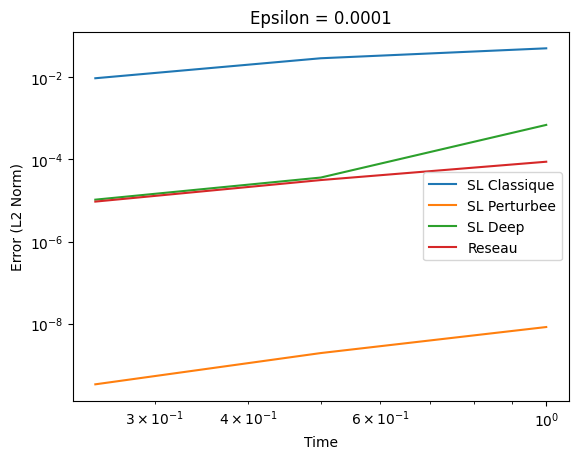 Epsilon = 0.0001
Error (L2 Norm)
10⁻²
10⁻⁴
10⁻⁶
10⁻⁸
SL Classique
SL Perturbee
SL Deep
Reseau
3 × 10⁻¹
4 × 10⁻¹
6 × 10⁻¹
10⁰
Time